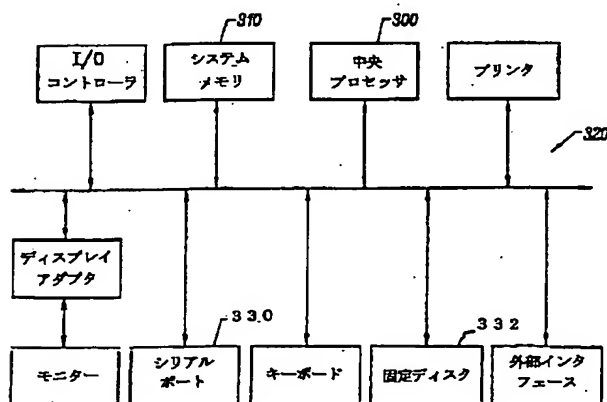 310
300
I/O
コントローラ
システム
メモリ
中央
プロセッサ
プリンタ
320
ディスプレイ
アダプタ
330
332
モニター
シリアル
ポート
キーボード
固定ディスク
外部インタ
フェース